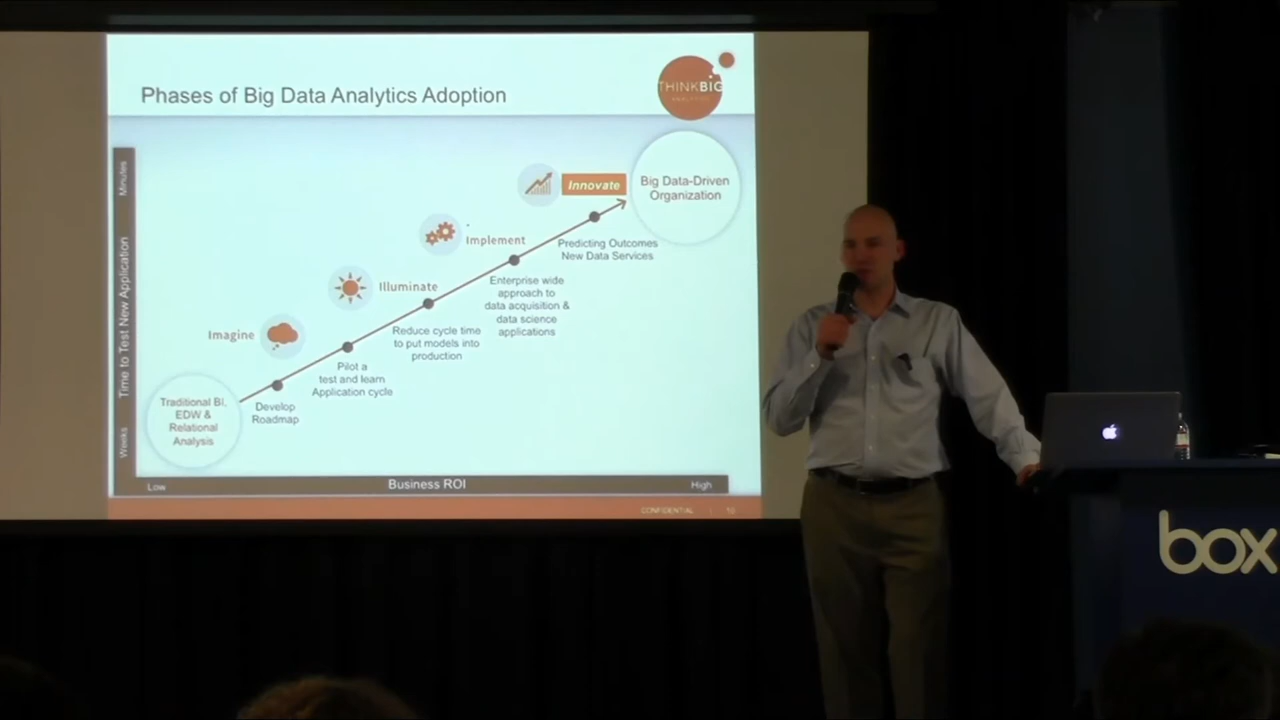 Phases of Big Data Analytics Adoption
THINKBIG
ANALYTICS
Minutes
Time to Test New Application
Weeks
Innovate
Big Data-Driven
Organization
Implement
Predicting Outcomes
New Data Services
Illuminate
Enterprise wide
approach to
data acquisition &
data science
applications
Imagine
Reduce cycle time
to put models into
production
Pilot a
test and learn
Application cycle
Traditional BI,
EDW &
Relational
Analysis
Develop
Roadmap
Low
Business ROI
High
CONFIDENTIAL
box